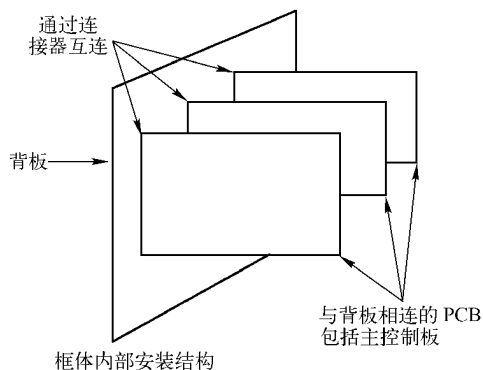 通过连
接器互连
背板
与背板相连的 PCB
包括主控制板
框体内部安装结构